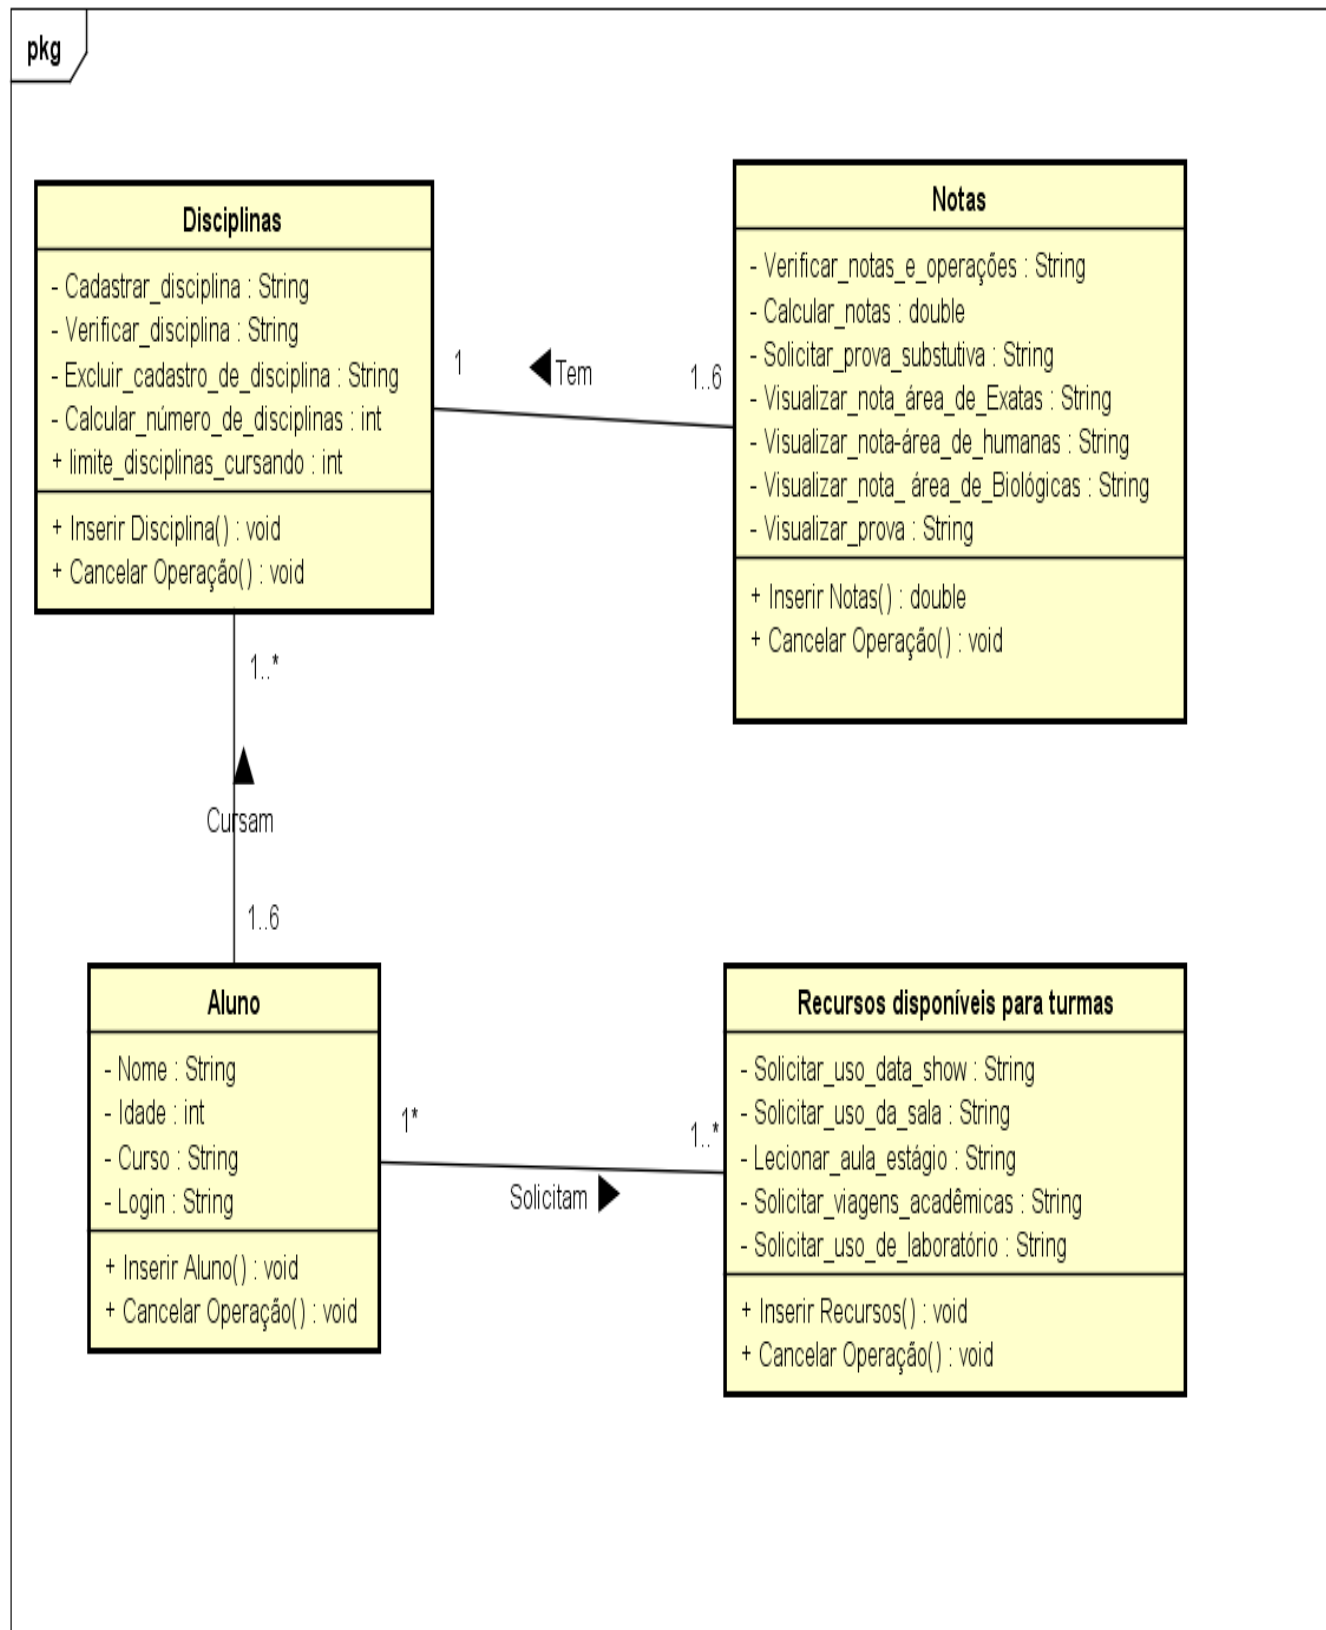 pkg
Disciplinas
- Cadastrar_disciplina : String
- Verificar_disciplina : String
- Excluir_cadastro_de_disciplina : String
- Calcular_número_de_disciplinas : int
+ limite_disciplinas_cursando : int
+ Inserir Disciplina() : void
+ Cancelar Operação() : void
1
Tem
1..6
Notas
- Verificar_notas_e_operações : String
- Calcular_notas : double
- Solicitar_prova_substutiva : String
- Visualizar_nota_área_de_Exatas : String
- Visualizar_nota-área_de_humanas : String
- Visualizar_nota_ área_de_Biológicas : String
- Visualizar_prova : String
+ Inserir Notas() : double
+ Cancelar Operação() : void
1..*
Cursam
1..6
Aluno
- Nome : String
- Idade : int
- Curso : String
- Login : String
+ Inserir Aluno() : void
+ Cancelar Operação() : void
1*
Solicitam
1..*
Recursos disponíveis para turmas
- Solicitar_uso_data_show : String
- Solicitar_uso_da_sala : String
- Lecionar_aula_estágio : String
- Solicitar_viagens_acadêmicas : String
- Solicitar_uso_de_laboratório : String
+ Inserir Recursos() : void
+ Cancelar Operação() : void